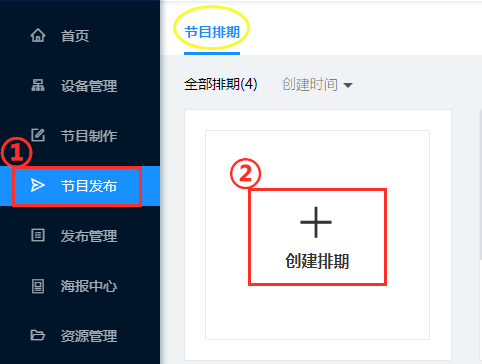 首页
设备管理
节目制作
①
节目发布
发布管理
海报中心
资源管理
节目排期
全部排期(4) 创建时间
②
创建排期